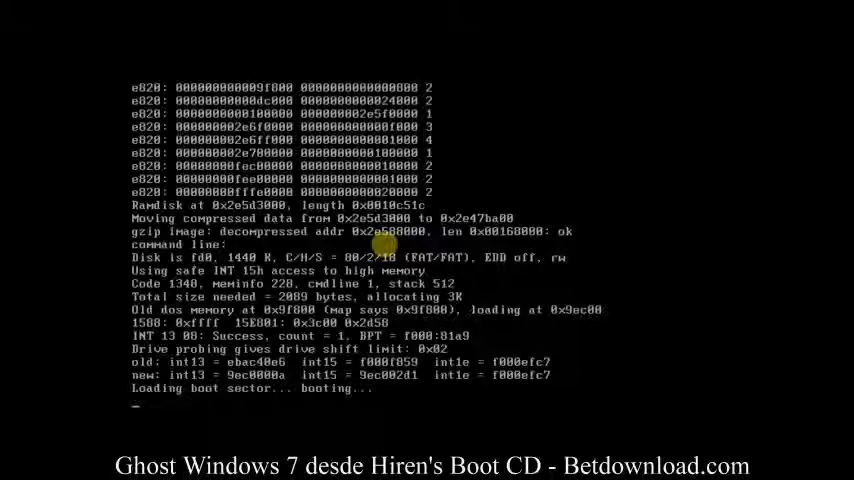 e820: 000000000009f800 0000000000000800 2
e820: 00000000000dc000 0000000000024000 2
e820: 0000000000100000 000000002e5f0000 1
e820: 000000002e6f0000 000000000000f000 3
e820: 000000002e6ff000 0000000000001000 4
e820: 000000002e700000 0000000000100000 1
e820: 00000000fec00000 0000000000010000 2
e820: 00000000fee00000 0000000000001000 2
e820: 00000000fffe0000 0000000000020000 2
Ramdisk at 0x2e5d3000, length 0x0010c51c
Moving compressed data from 0x2e5d3000 to 0x2e47ba00
gzip image: decompressed addr 0x2e588000, len 0x00168000: ok
command line:
Disk is fd0, 1440 K, C/H/S = 80/2/18 (FAT/FAT), EDD off, rw
Using safe INT 15h access to high memory
Code 1348, meminfo 228, cmdline 1, stack 512
Total size needed = 2089 bytes, allocating 3K
Old dos memory at 0x9f800 (map says 0x9f800), loading at 0x9ec00
1588: 0xffff 15E801: 0x3c00 0x2d58
INT 13 08: Success, count = 1, BPT = f000:81a9
Drive probing gives drive shift limit: 0x02
old: int13 = ebac40e6 int15 = f000f859 int1e = f000efc7
new: int13 = 9ec0000a int15 = 9ec002d1 int1e = f000efc7
Loading boot sector... booting...
_
Ghost Windows 7 desde Hiren's Boot CD - Betdownload.com